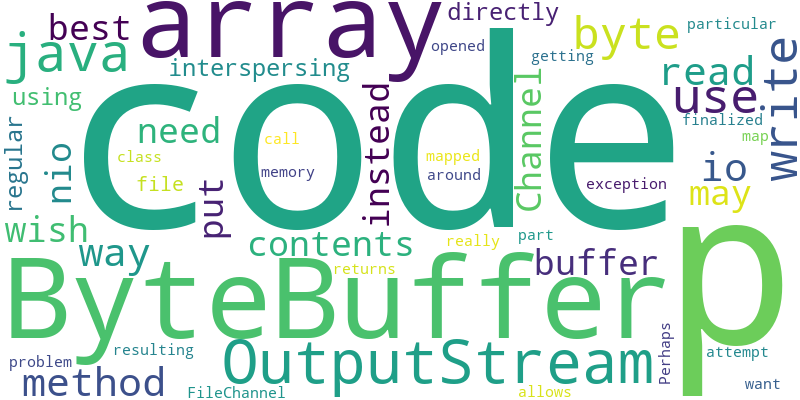 array
directly
particular
best
byte
java
opened
write
getting
interspersing
read
code
using
instead
Channel
use
regular
need
finalized
nio
call
map
class
mapped
io
memory
around
file
exception
may
put
wish
contents
really
part
p
way
buffer
ByteBuffer
returns
OutputStream
Perhaps
resulting
attempt
problem
method
want
FileChannel
allows